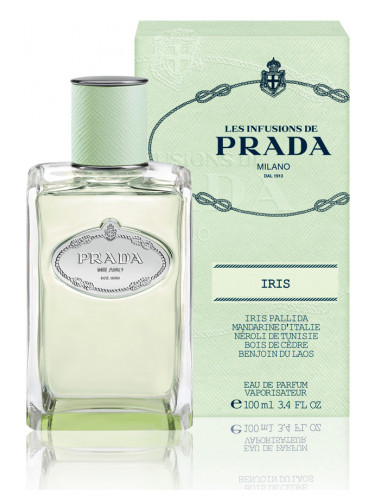 PRADA
LES INFUSIONS DE
PRADA
MILANO
DAL 1913
IRIS
IRIS PALLIDA
MANDARINE D'ITALIE
NÉROLI DE TUNISIE
BOIS DE CÈDRE
BENJOIN DU LAOS
EAU DE PARFUM
VAPORISATEUR
℮100 ml 3.4 FL OZ